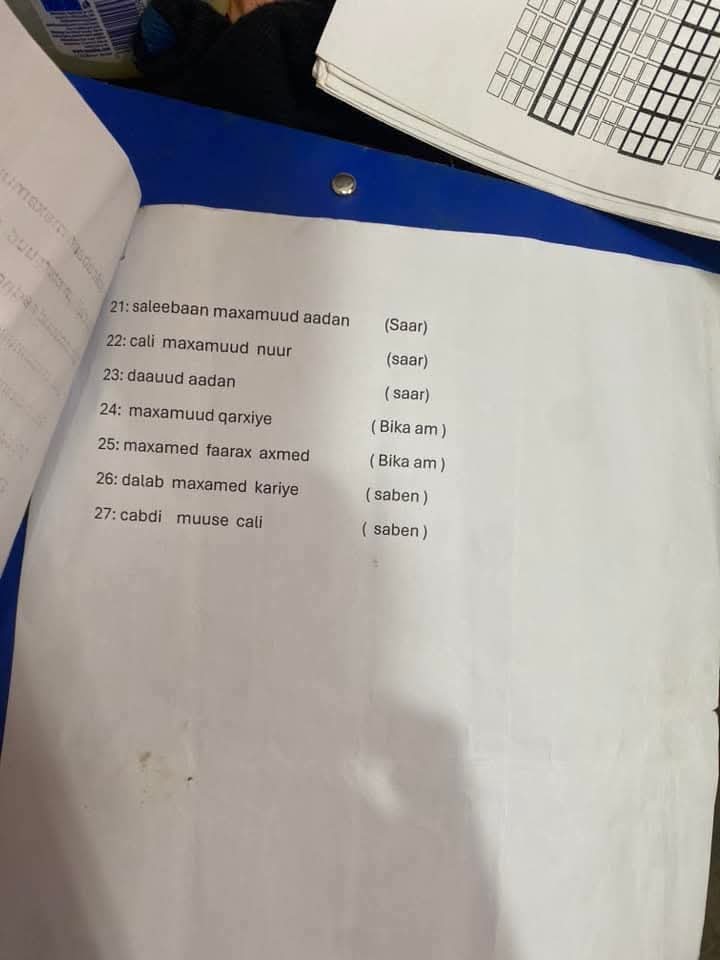 21: saleebaan maxamuud aadan (Saar)
22: cali maxamuud nuur (saar)
23: daauud aadan ( saar)
24: maxamuud qarxiye ( Bika am )
25: maxamed faarax axmed ( Bika am )
26: dalab maxamed kariye ( saben )
27: cabdi muuse cali ( saben )